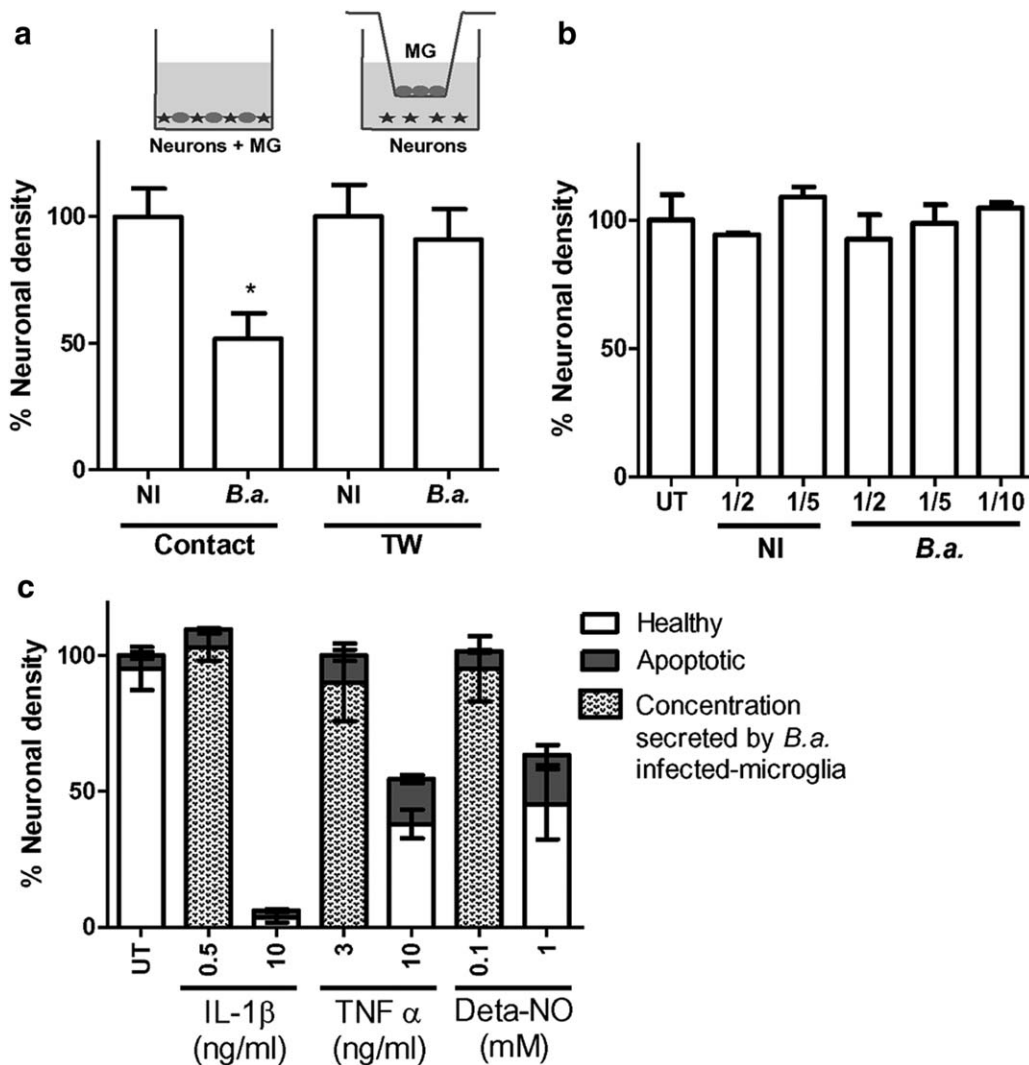 a
MG
Neurons + MG
Neurons
% Neuronal density
100
50
0
NI
B.a.
NI
B.a.
*
Contact
TW
b
% Neuronal density
100
50
0
UT
1/2
1/5
1/2
1/5
1/10
NI
B.a.
c
% Neuronal density
100
50
0
UT
0.5
10
3
10
0.1
1
IL-1β
(ng/ml)
TNF α
(ng/ml)
Deta-NO
(mM)
Healthy
Apoptotic
Concentration
secreted by B.a.
infected-microglia